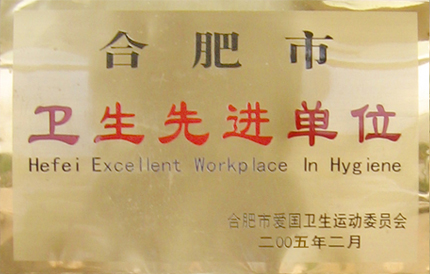 合肥市
卫生先进单位
Hefei Excellent Workplace In Hygiene
合肥市爱国卫生运动委员会
二00五年二月